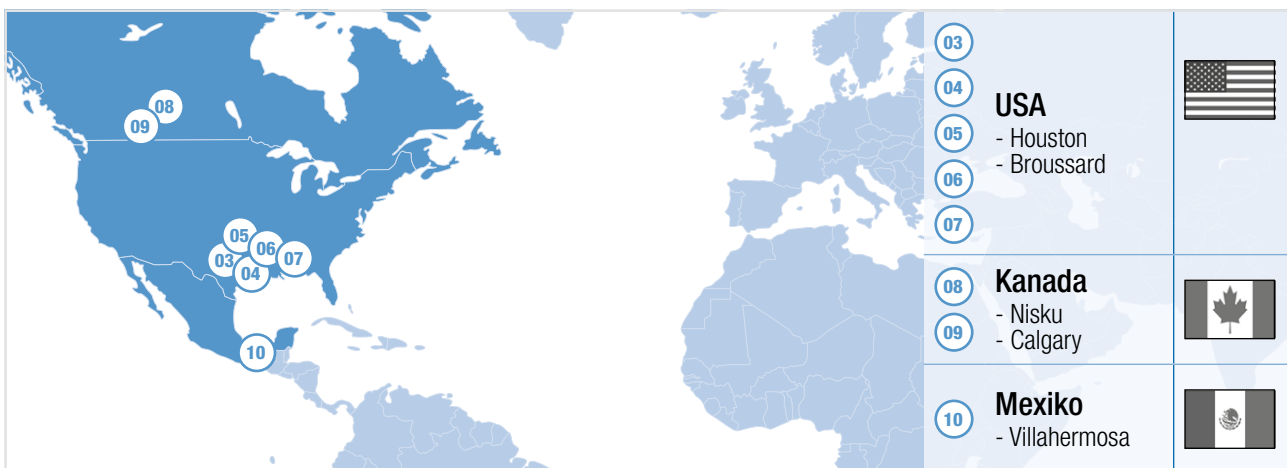 08
09
05
06
03
07
04
10
03
04
05
06
07
USA
- Houston
- Broussard
08
09
Kanada
- Nisku
- Calgary
10
Mexiko
- Villahermosa